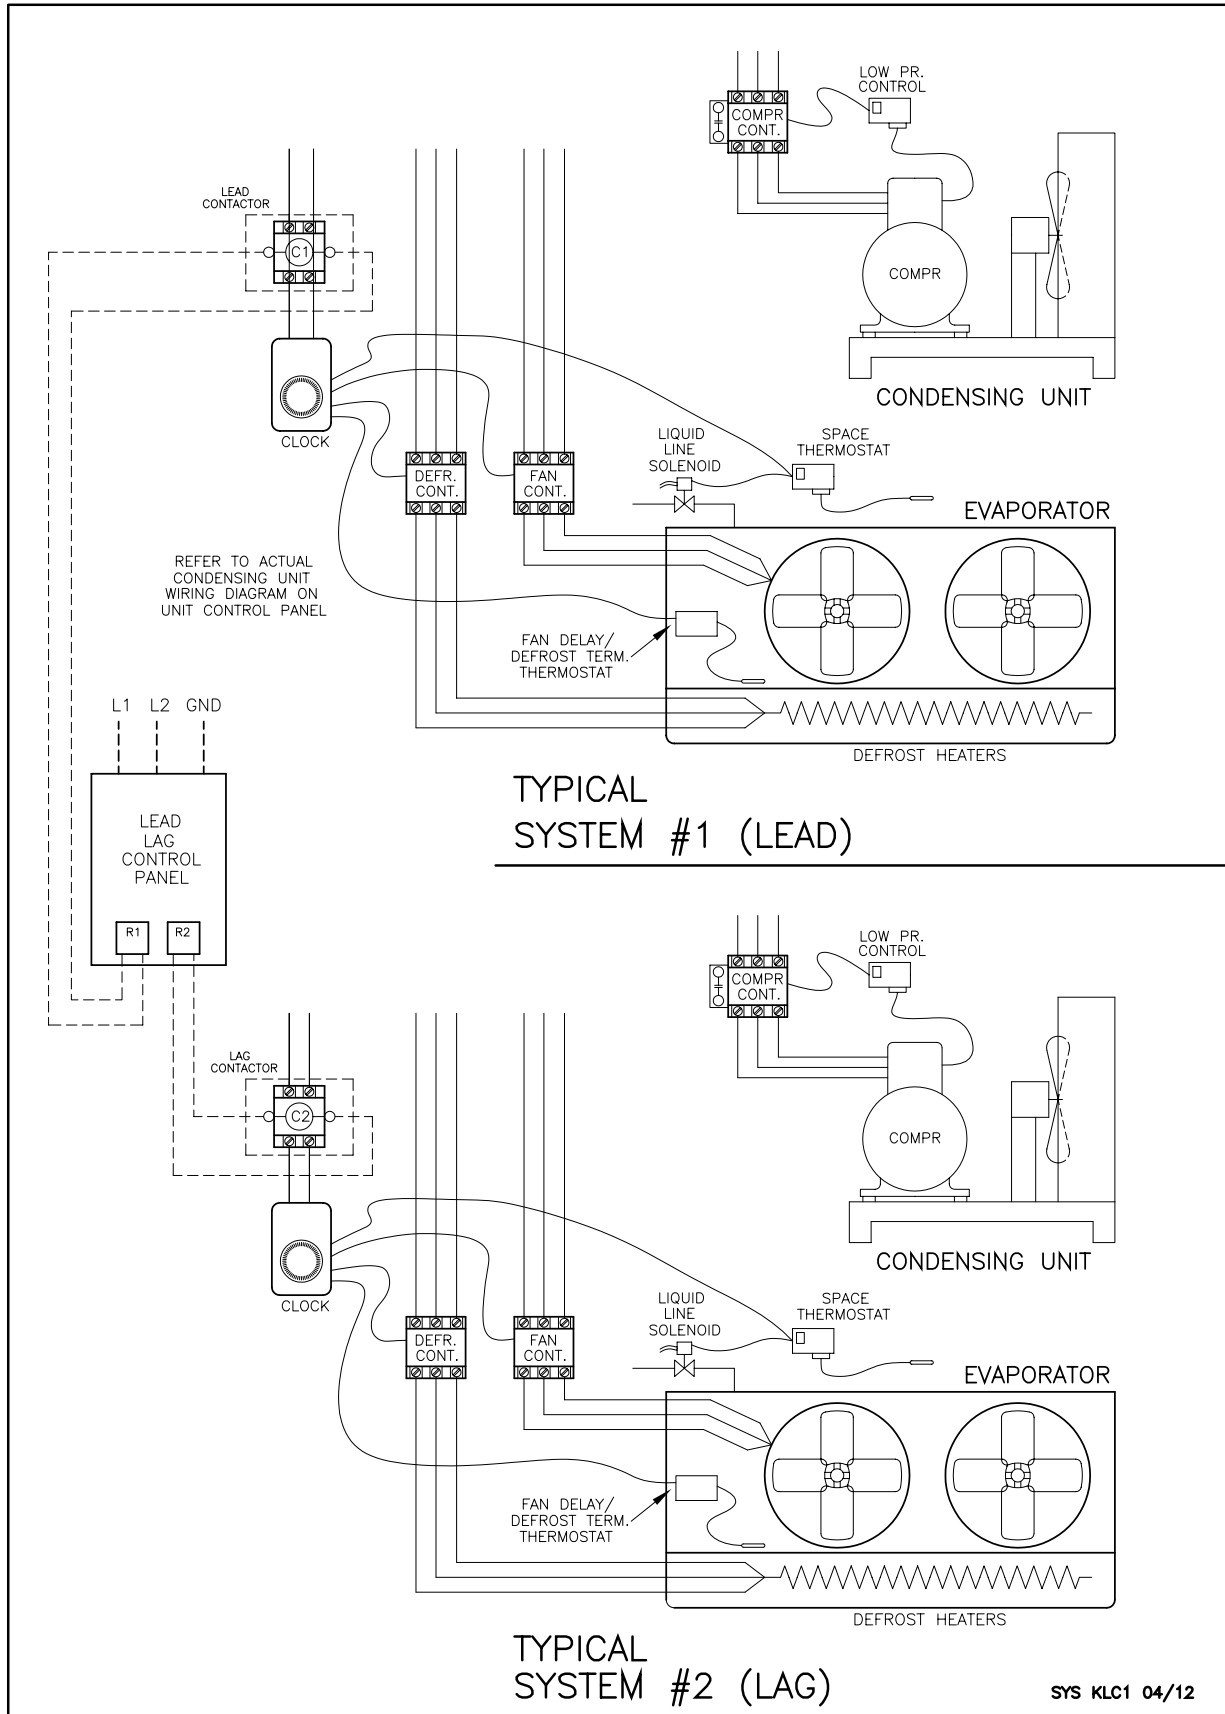 LOW PR.
CONTROL
COMPR
CONT.
LEAD
CONTACTOR
C1
COMPR
CONDENSING UNIT
CLOCK
LIQUID
LINE
SOLENOID
SPACE
THERMOSTAT
DEFR.
CONT.
FAN
CONT.
EVAPORATOR
REFER TO ACTUAL
CONDENSING UNIT
WIRING DIAGRAM ON
UNIT CONTROL PANEL
FAN DELAY/
DEFROST TERM.
THERMOSTAT
L1 L2 GND
DEFROST HEATERS
TYPICAL
SYSTEM #1 (LEAD)
LEAD
LAG
CONTROL
PANEL
R1 R2
LOW PR.
CONTROL
COMPR
CONT.
LAG
CONTACTOR
C2
COMPR
CONDENSING UNIT
CLOCK
LIQUID
LINE
SOLENOID
SPACE
THERMOSTAT
DEFR.
CONT.
FAN
CONT.
EVAPORATOR
FAN DELAY/
DEFROST TERM.
THERMOSTAT
DEFROST HEATERS
TYPICAL
SYSTEM #2 (LAG)
SYS KLC1 04/12